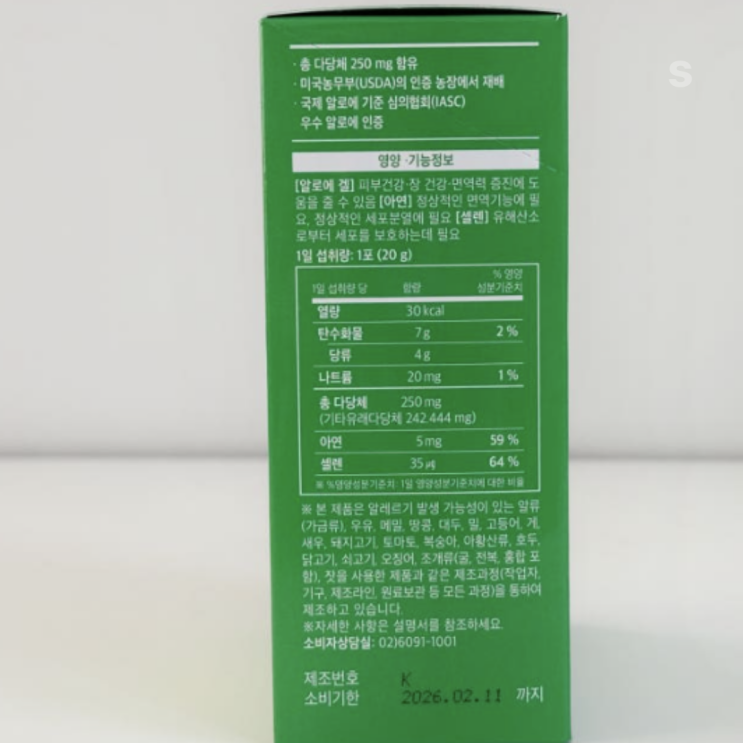 S
· 총 다당체 250 mg 함유
· 미국농무부(USDA)의 인증 농장에서 재배
· 국제 알로에 기준 심의협회(IASC)
우수 알로에 인증
영양·기능정보
[알로에 겔] 피부건강·장 건강·면역력 증진에 도
움을 줄 수 있음 [아연] 정상적인 면역기능에 필
요, 정상적인 세포분열에 필요 [셀렌] 유해산소
로부터 세포를 보호하는데 필요
1일 섭취량: 1포 (20 g)
1일 섭취량 당 함량 % 영양
성분기준치
열량 30 kcal
탄수화물 7 g 2 %
당류 4 g
나트륨 20 mg 1 %
총 다당체 250 mg
(기타유래다당체 242.444 mg)
아연 5 mg 59 %
셀렌 35 ㎍ 64 %
※ %영양성분기준치: 1일 영양성분기준치에 대한 비율
※ 본 제품은 알레르기 발생 가능성이 있는 알류
(가금류), 우유, 메밀, 땅콩, 대두, 밀, 고등어, 게,
새우, 돼지고기, 토마토, 복숭아, 아황산류, 호두,
닭고기, 쇠고기, 오징어, 조개류(굴, 전복, 홍합 포
함), 잣을 사용한 제품과 같은 제조과정(작업자,
기구, 제조라인, 원료보관 등 모든 과정)을 통하여
제조하고 있습니다.
※자세한 사항은 설명서를 참조하세요.
소비자상담실: 02)6091-1001
제조번호 K
소비기한 2026.02.11 까지